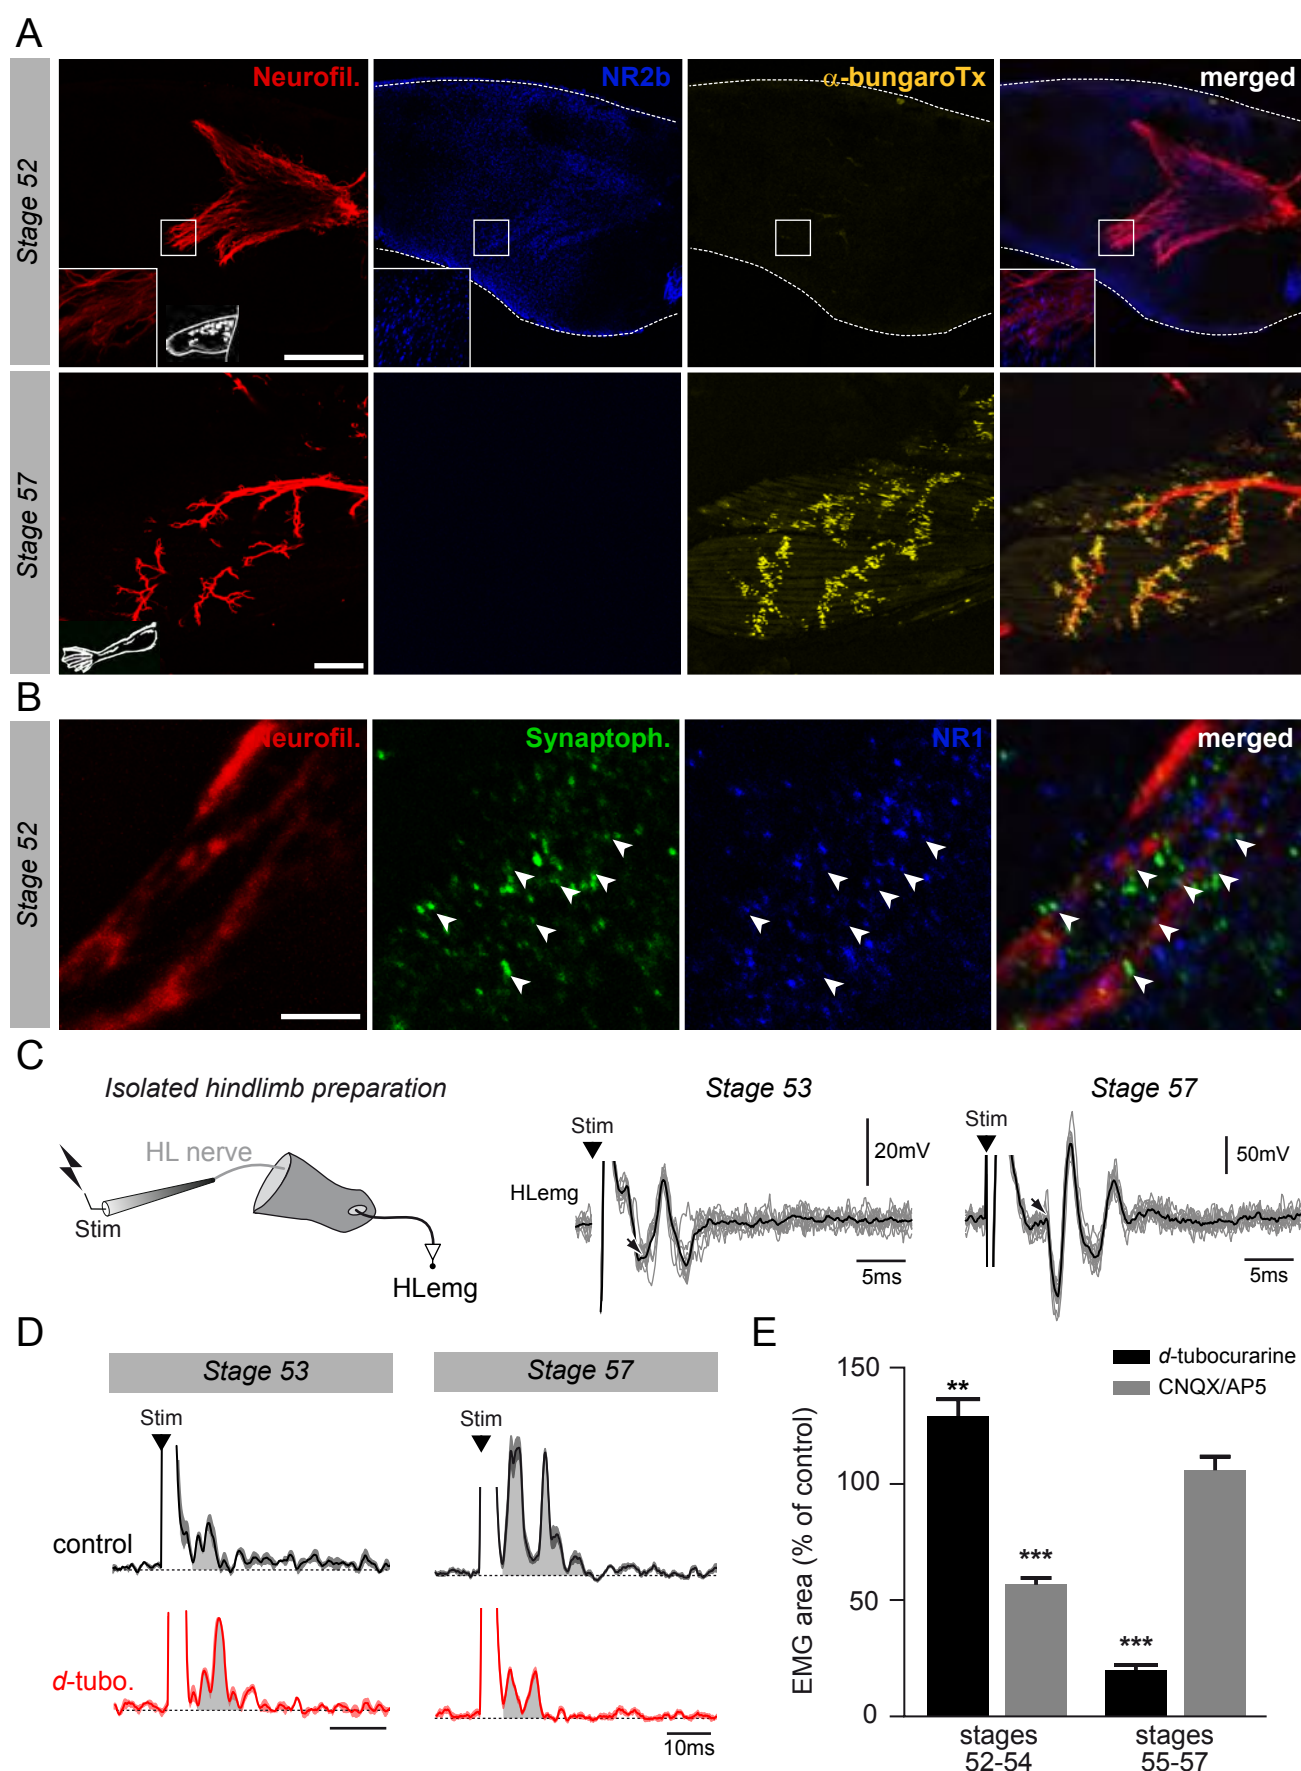 A
Stage 52
Neurofil.
NR2b
α-bungaroTx
merged
Stage 57
B
Stage 52
Neurofil.
Synaptoph.
NR1
merged
C
Isolated hindlimb preparation
HL nerve
Stim
HLemg
Stage 53
Stim
20mV
HLemg
5ms
Stage 57
Stim
50mV
5ms
D
Stage 53
Stage 57
Stim
Stim
control
d-tubo.
10ms
E
d-tubocurarine
CNQX/AP5
EMG area (% of control)
150
100
50
0
**
***
***
stages
52-54
stages
55-57